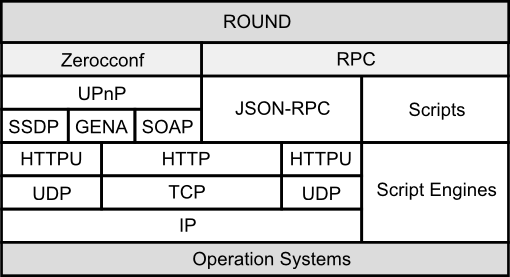 ROUND
Zerocconf
RPC
UPnP
JSON-RPC
Scripts
SSDP
GENA
SOAP
HTTPU
HTTP
HTTPU
Script Engines
UDP
TCP
UDP
IP
Operation Systems